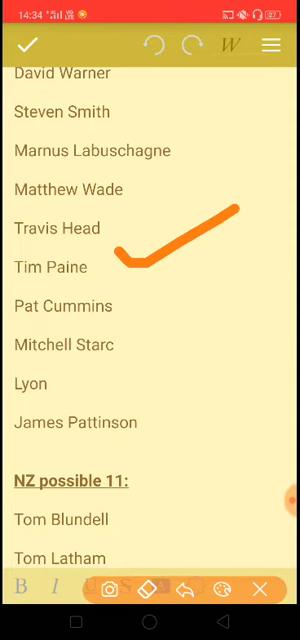 14:34
David Warner
Steven Smith
Marnus Labuschagne
Matthew Wade
Travis Head
Tim Paine
Pat Cummins
Mitchell Starc
Lyon
James Pattinson
NZ possible 11:
Tom Blundell
Tom Latham
B I U S A